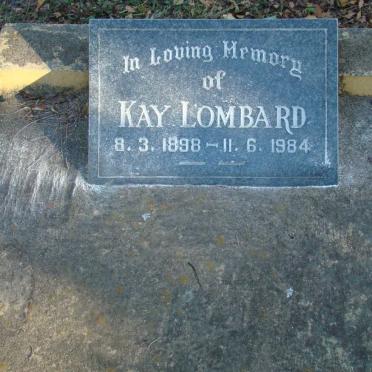 In Loving Memory
of
KAY LOMBARD
8. 3. 1898 — 11. 6. 1984